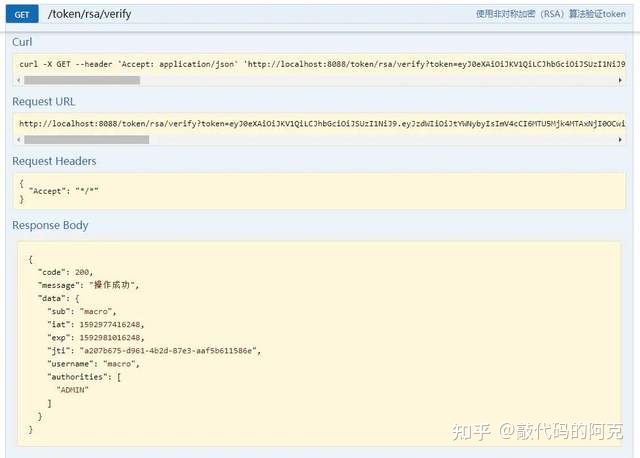 GET /token/rsa/verify 使用非对称加密（RSA）算法验证token
Curl
curl -X GET --header 'Accept: application/json' 'http://localhost:8088/token/rsa/verify?token=eyJ0eXAiOiJKV1QiLCJhbGciOiJSUzI1NiJ9
Request URL
http://localhost:8088/token/rsa/verify?token=eyJ0eXAiOiJKV1QiLCJhbGciOiJSUzI1NiJ9.eyJzdWIiOiJtYWNybyIsImV4cCI6MTU5Mjk4MTAxNjI0OCwi
Request Headers
{
"Accept": "*/*"
}
Response Body
{
"code": 200,
"message": "操作成功",
"data": {
"sub": "macro",
"iat": 1592977416248,
"exp": 1592981016248,
"jti": "a207b675-d961-4b2d-87e3-aaf5b611586e",
"username": "macro",
"authorities": [
"ADMIN"
]
}
}
知乎 @敲代码的阿克